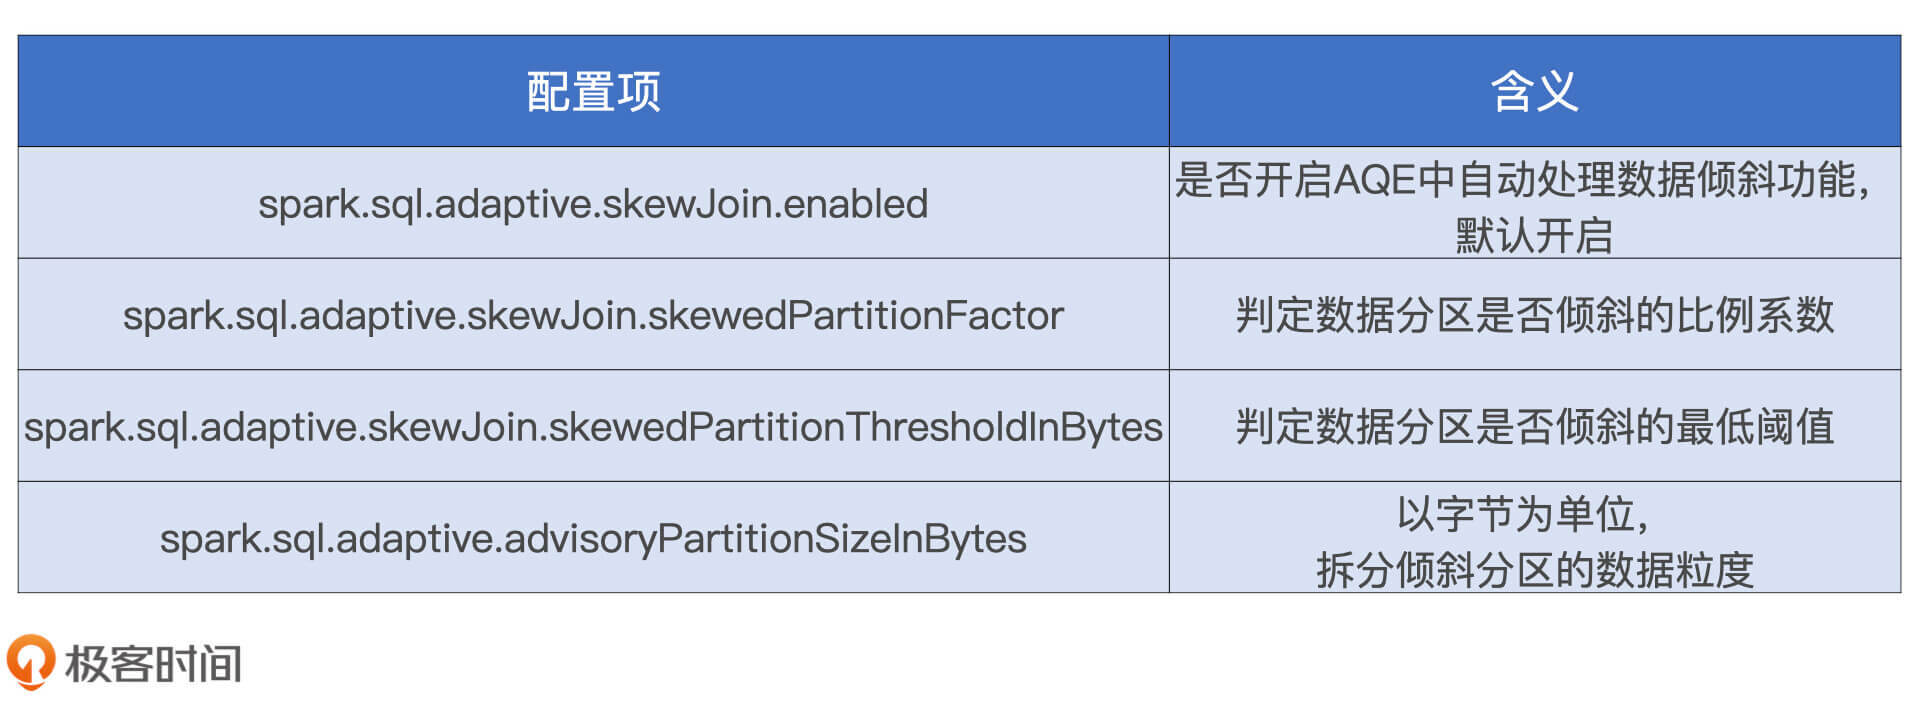 配置项
含义
spark.sql.adaptive.skewJoin.enabled
是否开启AQE中自动处理数据倾斜功能，
默认开启
spark.sql.adaptive.skewJoin.skewedPartitionFactor
判定数据分区是否倾斜的比例系数
spark.sql.adaptive.skewJoin.skewedPartitionThresholdInBytes
判定数据分区是否倾斜的最低阈值
spark.sql.adaptive.advisoryPartitionSizeInBytes
以字节为单位，
拆分倾斜分区的数据粒度
极客时间